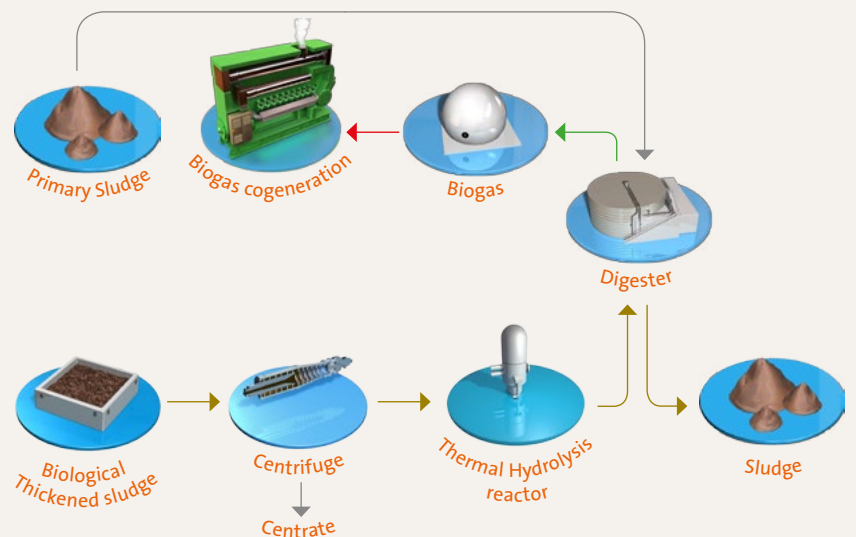 Primary Sludge
Biogas cogeneration
Biogas
Digester
Biological
Thickened sludge
Centrifuge
Thermal Hydrolysis
reactor
Sludge
Centrate